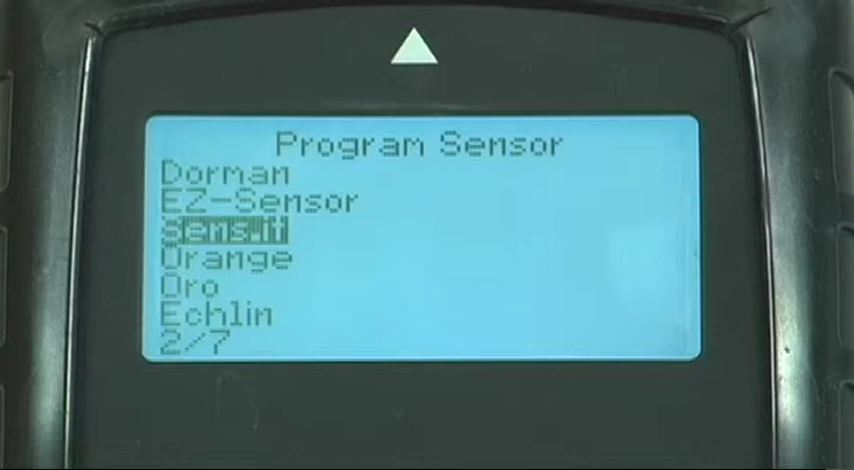 Program Sensor
Dorman
EZ-Sensor
Sens.it
Orange
Oro
Echlin
2/7